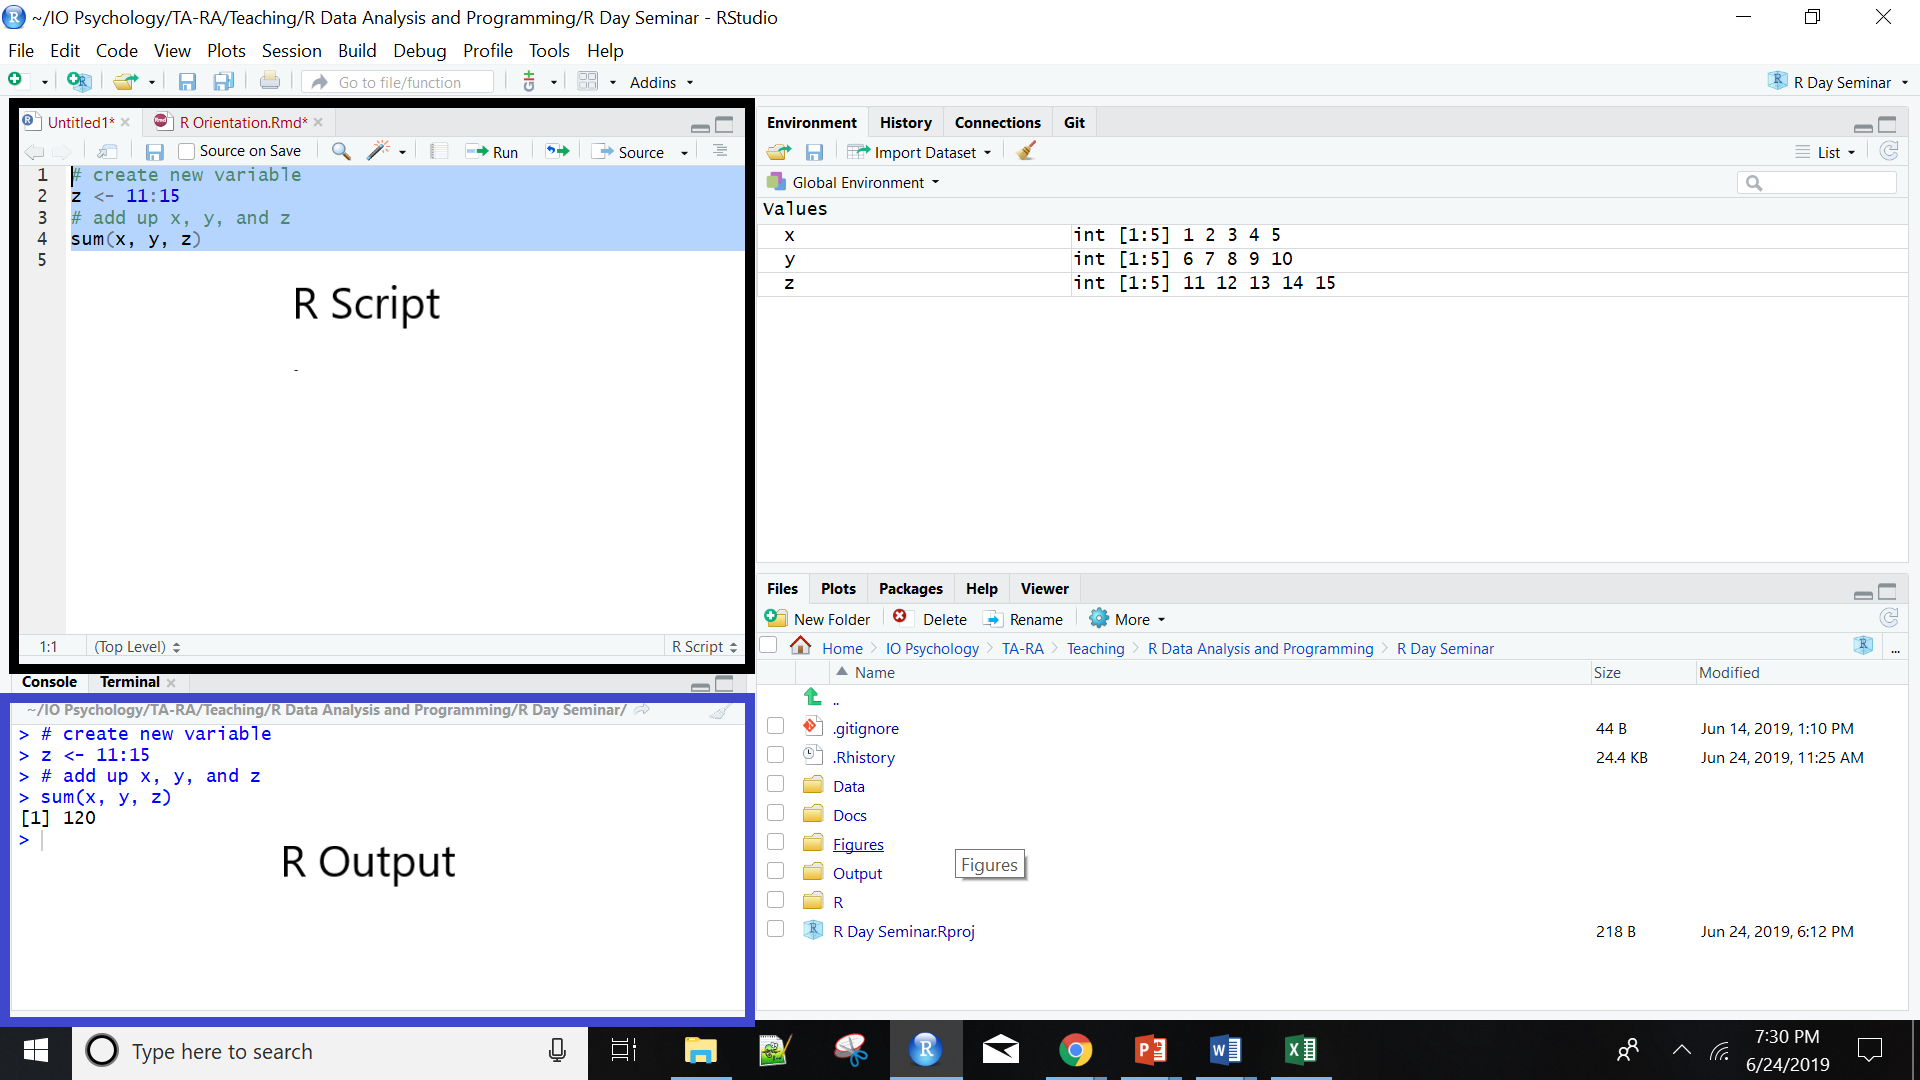 ~/IO Psychology/TA-RA/Teaching/R Data Analysis and Programming/R Day Seminar - RStudio
File Edit Code View Plots Session Build Debug Profile Tools Help
Go to file/function Addins R Day Seminar
Untitled1* R Orientation.Rmd*
Source on Save Run Source
1 # create new variable
2 z <- 11:15
3 # add up x, y, and z
4 sum(x, y, z)
5
R Script
-
1:1 (Top Level) R Script
Console Terminal
~/IO Psychology/TA-RA/Teaching/R Data Analysis and Programming/R Day Seminar/
> # create new variable
> z <- 11:15
> # add up x, y, and z
> sum(x, y, z)
[1] 120
>
R Output
Environment History Connections Git
Import Dataset List
Global Environment
Values
x int [1:5] 1 2 3 4 5
y int [1:5] 6 7 8 9 10
z int [1:5] 11 12 13 14 15
Files Plots Packages Help Viewer
New Folder Delete Rename More
Home IO Psychology TA-RA Teaching R Data Analysis and Programming R Day Seminar ...
Name Size Modified
..
.gitignore 44 B Jun 14, 2019, 1:10 PM
.Rhistory 24.4 KB Jun 24, 2019, 11:25 AM
Data
Docs
Figures
Figures
Output
R
R Day Seminar.Rproj 218 B Jun 24, 2019, 6:12 PM
Type here to search
7:30 PM
6/24/2019